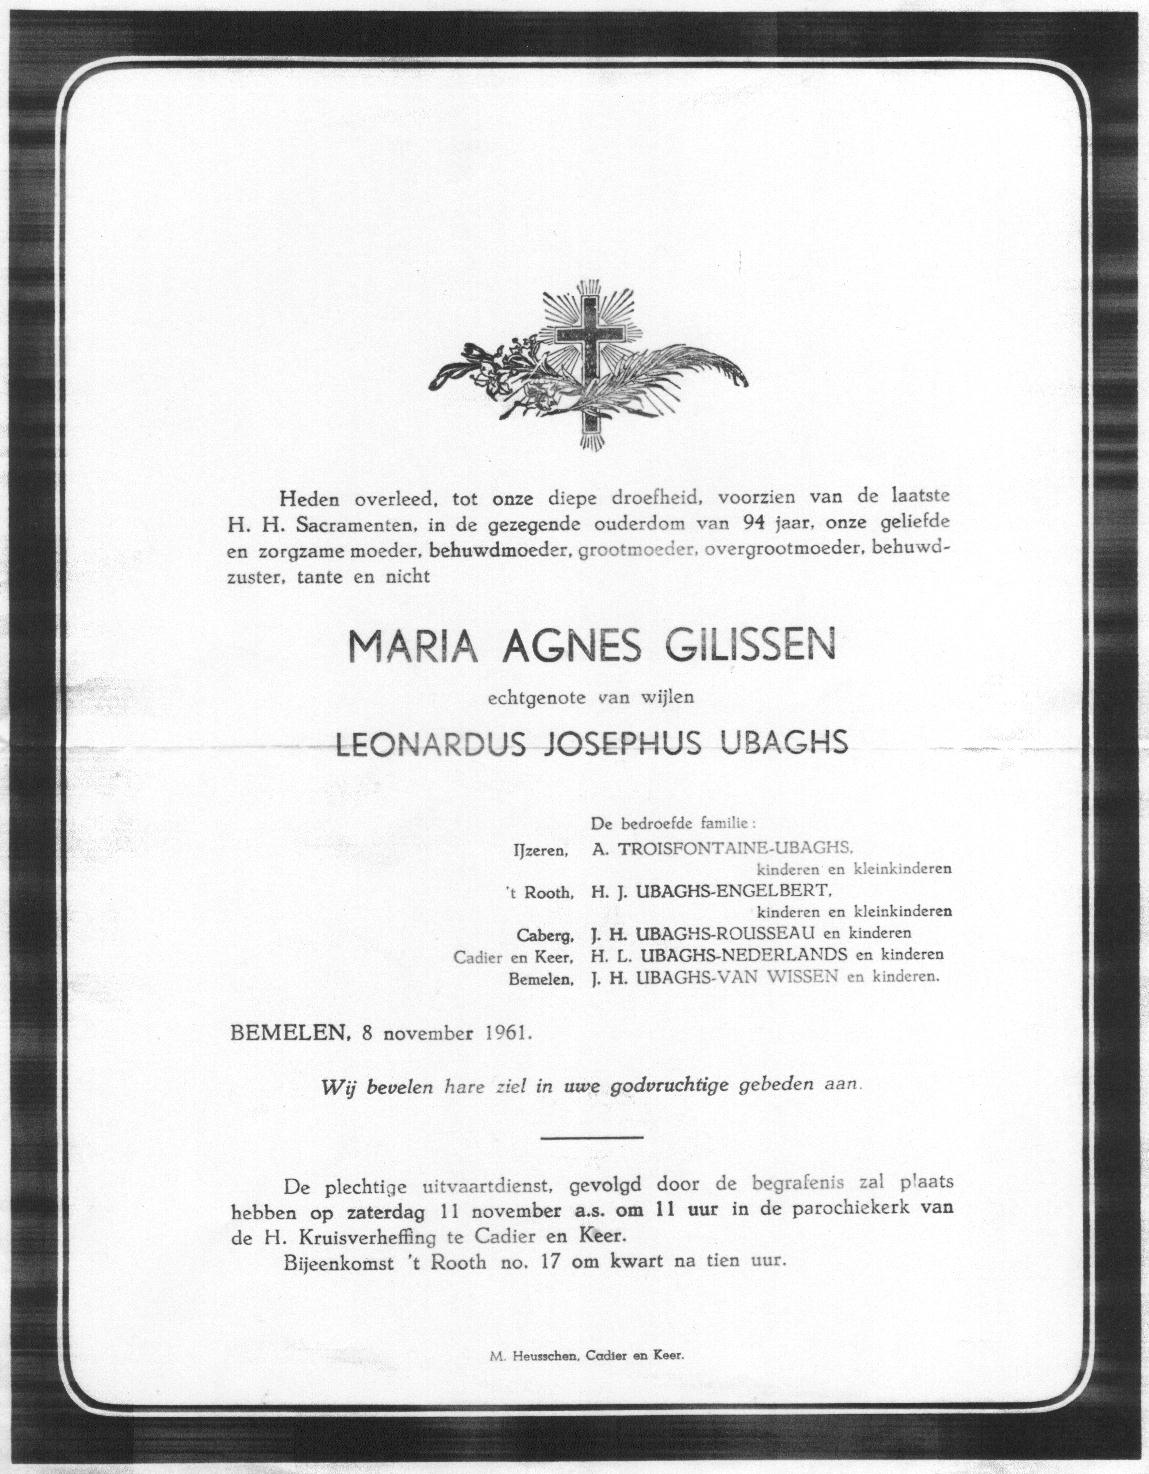 Heden overleed, tot onze diepe droefheid, voorzien van de laatste
H. H. Sacramenten, in de gezegende ouderdom van 94 jaar, onze geliefde
en zorgzame moeder, behuwdmoeder, grootmoeder, overgrootmoeder, behuwd-
zuster, tante en nicht
MARIA AGNES GILISSEN
echtgenote van wijlen
LEONARDUS JOSEPHUS UBAGHS
De bedroefde familie:
IJzeren, A. TROISFONTAINE-UBAGHS,
kinderen en kleinkinderen
't Rooth, H. J. UBAGHS-ENGELBERT,
kinderen en kleinkinderen
Caberg, J. H. UBAGHS-ROUSSEAU en kinderen
Cadier en Keer, H. L. UBAGHS-NEDERLANDS en kinderen
Bemelen, J. H. UBAGHS-VAN WISSEN en kinderen.
BEMELEN, 8 november 1961.
Wij bevelen hare ziel in uwe godvruchtige gebeden aan.
De plechtige uitvaartdienst, gevolgd door de begrafenis zal plaats
hebben op zaterdag 11 november a.s. om 11 uur in de parochiekerk van
de H. Kruisverheffing te Cadier en Keer.
Bijeenkomst 't Rooth no. 17 om kwart na tien uur.
M. Heusschen, Cadier en Keer.